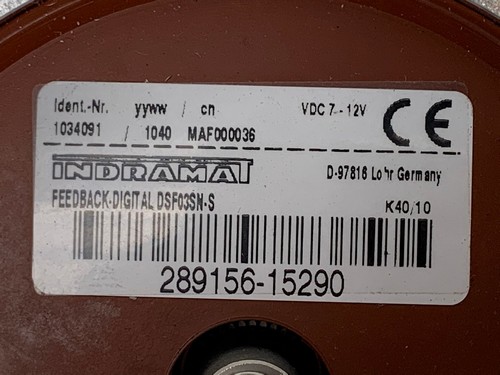 Ident.-Nr. yyww / cn VDC 7 - 12V
1034091 / 1040 MAF000036 CE
INDRAMAT D-97816 Lohr Germany
FEEDBACK-DIGITAL DSF03SN-S K40/10
289156-15290